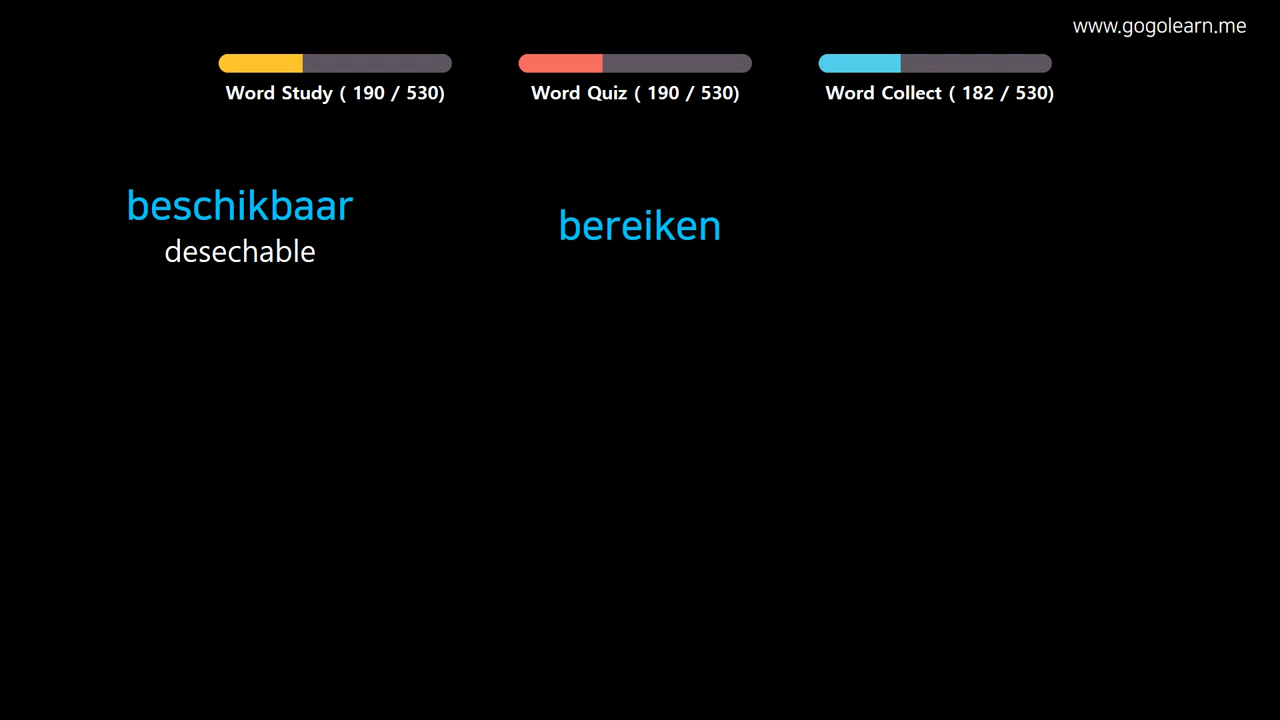 www.gogolearn.me
Word Study ( 190 / 530)
Word Quiz ( 190 / 530)
Word Collect ( 182 / 530)
beschikbaar
desechable
bereiken